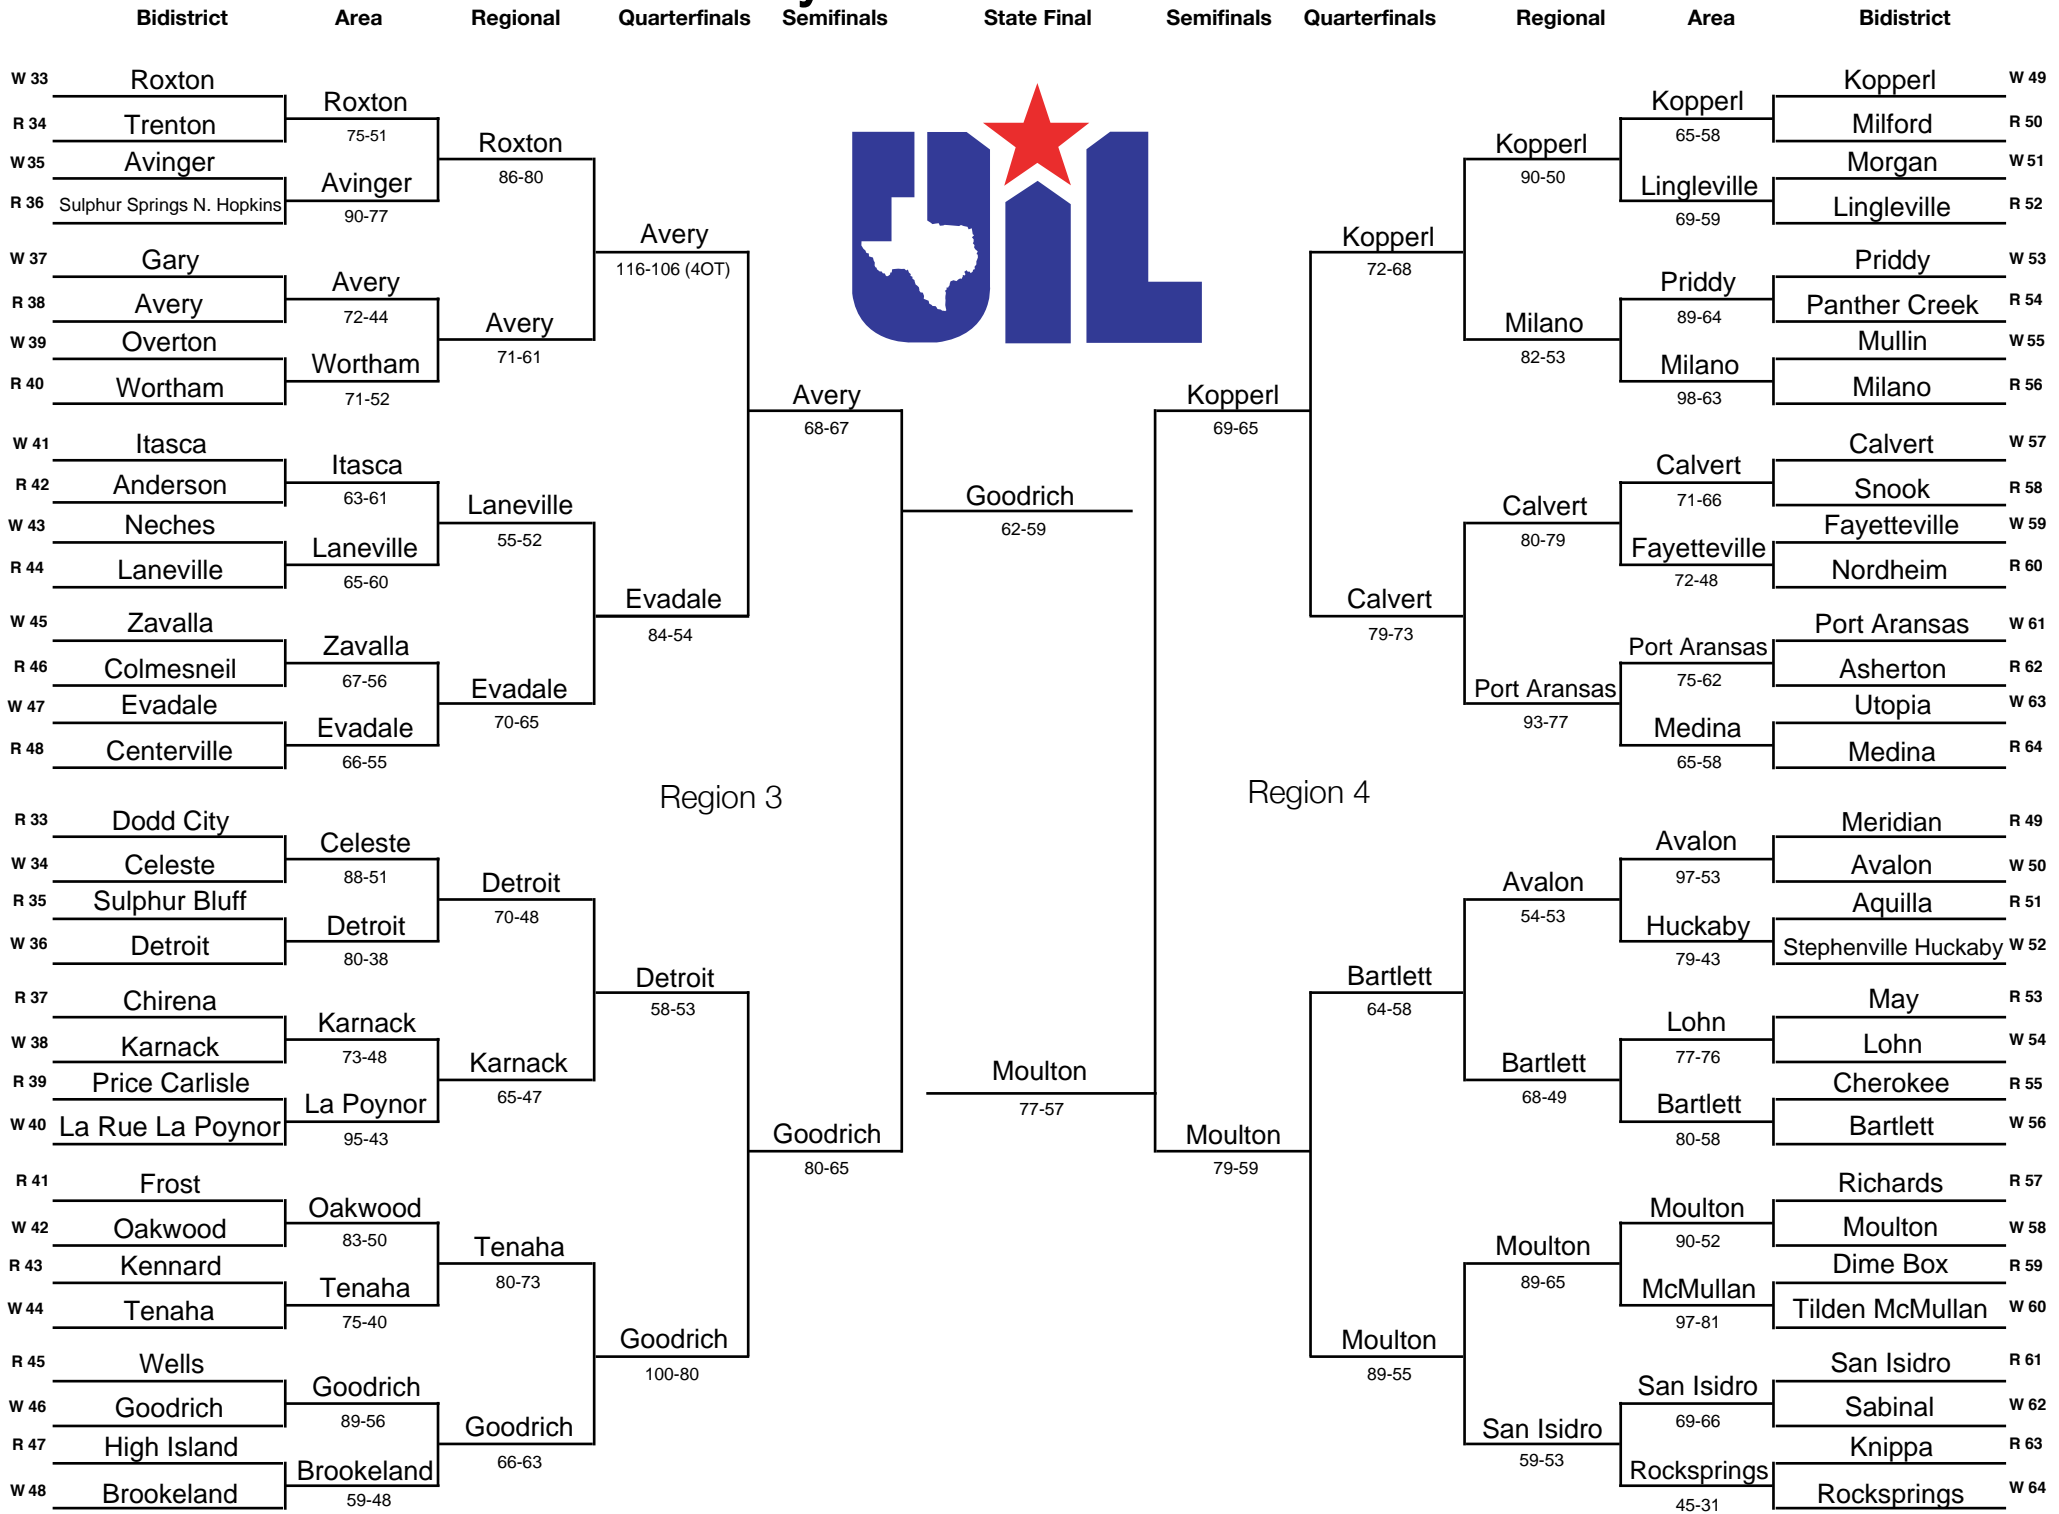 y
Bidistrict Area Regional Quarterfinals Semifinals State Final Semifinals Quarterfinals Regional Area Bidistrict
W 33 Roxton
Roxton
75-51
R 34 Trenton
Roxton
86-80
W 35 Avinger
Avinger
90-77
R 36 Sulphur Springs N. Hopkins
Avery
116-106 (4OT)
W 37 Gary
Avery
72-44
R 38 Avery
Avery
71-61
W 39 Overton
Wortham
71-52
R 40 Wortham
Avery
68-67
W 41 Itasca
Itasca
63-61
R 42 Anderson
Laneville
55-52
W 43 Neches
Laneville
65-60
R 44 Laneville
Evadale
84-54
W 45 Zavalla
Zavalla
67-56
R 46 Colmesneil
Evadale
70-65
W 47 Evadale
Evadale
66-55
R 48 Centerville
Region 3
Goodrich
62-59
R 33 Dodd City
Celeste
88-51
W 34 Celeste
Detroit
70-48
R 35 Sulphur Bluff
Detroit
80-38
W 36 Detroit
Detroit
58-53
R 37 Chirena
Karnack
73-48
W 38 Karnack
Karnack
65-47
R 39 Price Carlisle
La Poynor
95-43
W 40 La Rue La Poynor
Goodrich
80-65
R 41 Frost
Oakwood
83-50
W 42 Oakwood
Tenaha
80-73
R 43 Kennard
Tenaha
75-40
W 44 Tenaha
Goodrich
100-80
R 45 Wells
Goodrich
89-56
W 46 Goodrich
Goodrich
66-63
R 47 High Island
Brookeland
59-48
W 48 Brookeland
UIL
Kopperl W 49
Kopperl
65-58
Milford R 50
Kopperl
90-50
Morgan W 51
Lingleville
69-59
Lingleville R 52
Kopperl
72-68
Priddy W 53
Priddy
89-64
Panther Creek R 54
Milano
82-53
Mullin W 55
Milano
98-63
Milano R 56
Kopperl
69-65
Calvert W 57
Calvert
71-66
Snook R 58
Calvert
80-79
Fayetteville W 59
Fayetteville
72-48
Nordheim R 60
Calvert
79-73
Port Aransas W 61
Port Aransas
75-62
Asherton R 62
Port Aransas
93-77
Utopia W 63
Medina
65-58
Medina R 64
Region 4
Moulton
77-57
Meridian R 49
Avalon
97-53
Avalon W 50
Avalon
54-53
Aquilla R 51
Huckaby
79-43
Stephenville Huckaby W 52
Bartlett
64-58
May R 53
Lohn
77-76
Lohn W 54
Bartlett
68-49
Cherokee R 55
Bartlett
80-58
Bartlett W 56
Moulton
79-59
Richards R 57
Moulton
90-52
Moulton W 58
Moulton
89-65
Dime Box R 59
McMullan
97-81
Tilden McMullan W 60
Moulton
89-55
San Isidro R 61
San Isidro
69-66
Sabinal W 62
San Isidro
59-53
Knippa R 63
Rocksprings
45-31
Rocksprings W 64